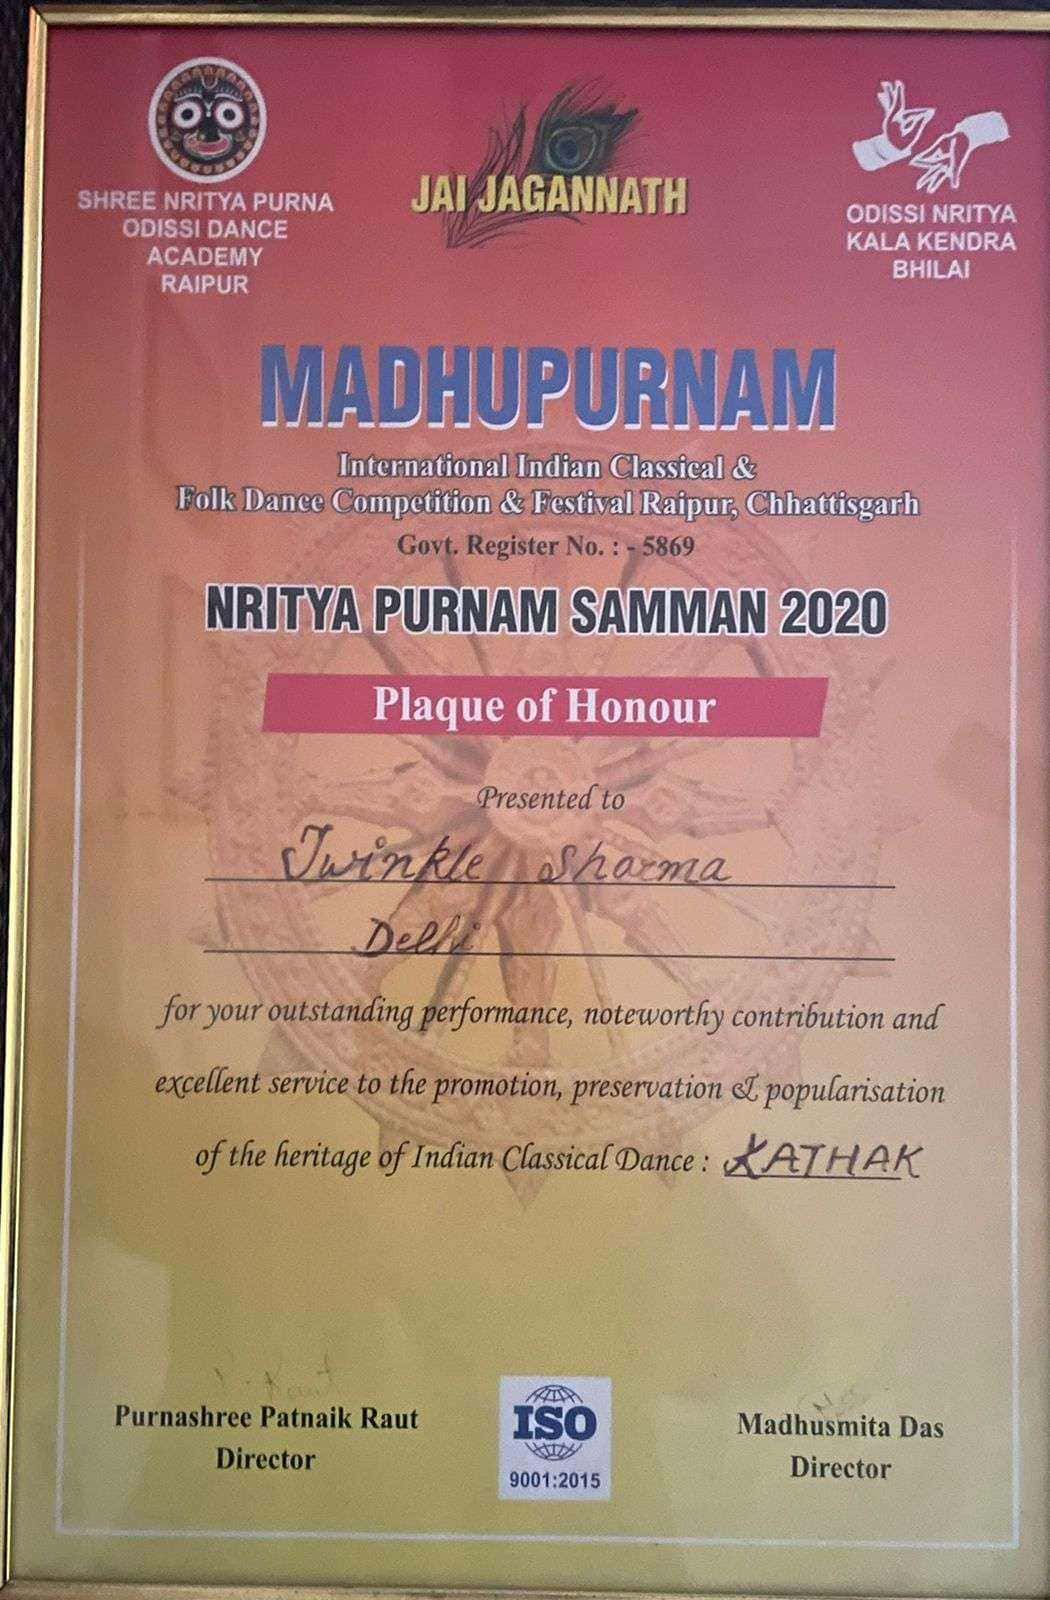 SHREE NRITYA PURNA
ODISSI DANCE
ACADEMY
RAIPUR
JAI JAGANNATH
ODISSI NRITYA
KALA KENDRA
BHILAI
MADHUPURNAM
International Indian Classical &
Folk Dance Competition & Festival Raipur, Chhattisgarh
Govt. Register No. : - 5869
NRITYA PURNAM SAMMAN 2020
Plaque of Honour
Presented to
Twinkle Sharma
Delhi
for your outstanding performance, noteworthy contribution and
excellent service to the promotion, preservation & popularisation
of the heritage of Indian Classical Dance : KATHAK
Purnashree Patnaik Raut
Director
ISO
9001:2015
Madhusmita Das
Director